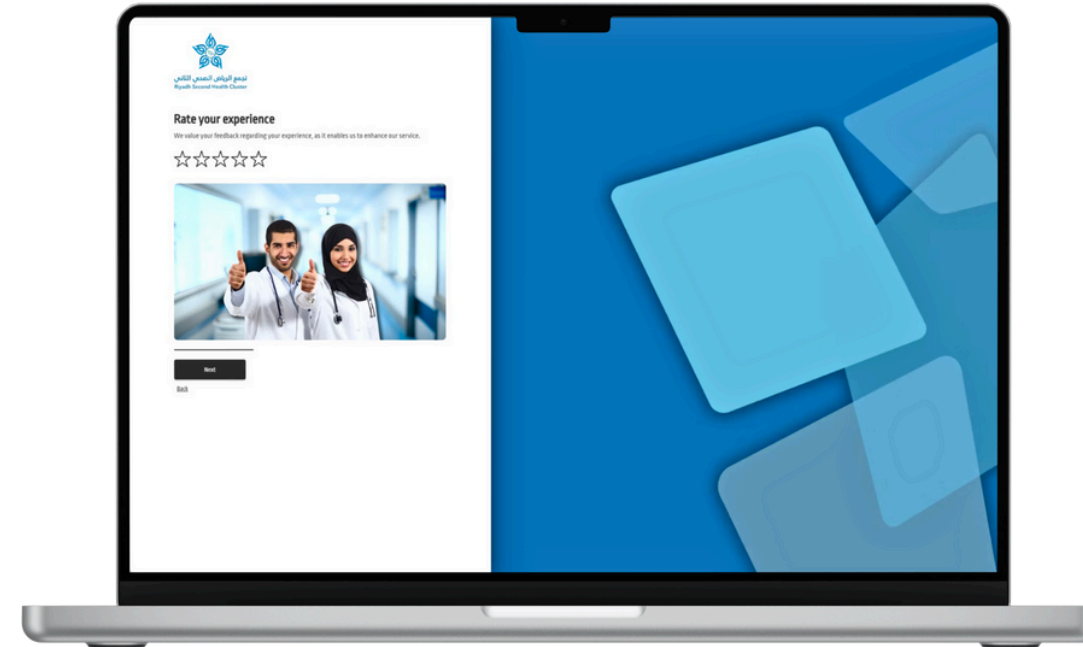 تجمع الرياض الصحي الثاني
Riyadh Second Health Cluster
Rate your experience
We value your feedback regarding your experience, as it enables us to enhance our service.
Next
Back